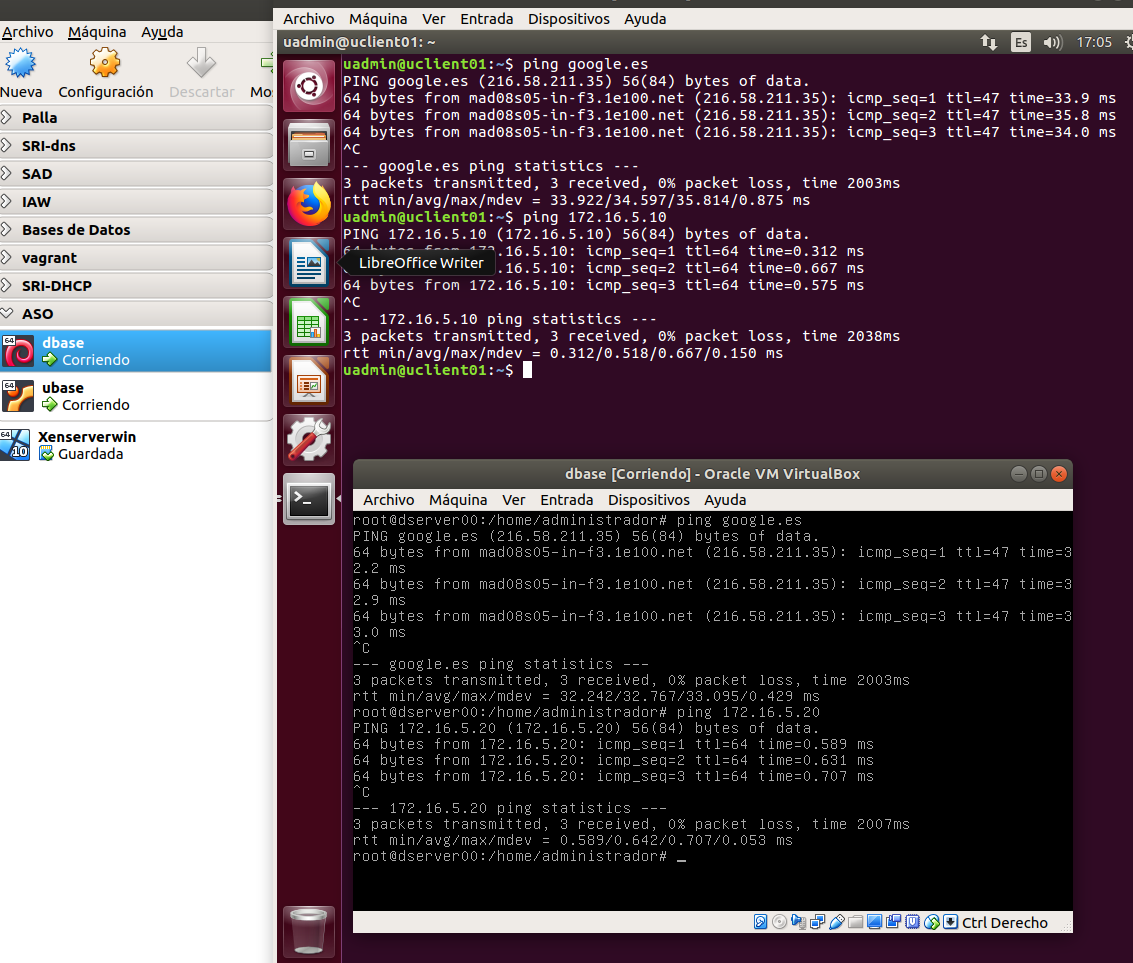 Archivo Máquina Ayuda
Nueva Configuración Descartar Mo
Palla
SRI-dns
SAD
IAW
Bases de Datos
vagrant
SRI-DHCP
ASO
64
dbase
Corriendo
64
ubase
Corriendo
64
10
Xenserverwin
Guardada
Archivo Máquina Ver Entrada Dispositivos Ayuda
uadmin@uclient01: ~
Es 17:05
uadmin@uclient01:~$ ping google.es
PING google.es (216.58.211.35) 56(84) bytes of data.
64 bytes from mad08s05-in-f3.1e100.net (216.58.211.35): icmp_seq=1 ttl=47 time=33.9 ms
64 bytes from mad08s05-in-f3.1e100.net (216.58.211.35): icmp_seq=2 ttl=47 time=35.8 ms
64 bytes from mad08s05-in-f3.1e100.net (216.58.211.35): icmp_seq=3 ttl=47 time=34.0 ms
^C
--- google.es ping statistics ---
3 packets transmitted, 3 received, 0% packet loss, time 2003ms
rtt min/avg/max/mdev = 33.922/34.597/35.814/0.875 ms
uadmin@uclient01:~$ ping 172.16.5.10
PING 172.16.5.10 (172.16.5.10) 56(84) bytes of data.
64 bytes from 172.16.5.10: icmp_seq=1 ttl=64 time=0.312 ms
LibreOffice Writer
.16.5.10: icmp_seq=2 ttl=64 time=0.667 ms
64 bytes from 172.16.5.10: icmp_seq=3 ttl=64 time=0.575 ms
^C
--- 172.16.5.10 ping statistics ---
3 packets transmitted, 3 received, 0% packet loss, time 2038ms
rtt min/avg/max/mdev = 0.312/0.518/0.667/0.150 ms
uadmin@uclient01:~$
dbase [Corriendo] - Oracle VM VirtualBox
Archivo Máquina Ver Entrada Dispositivos Ayuda
root@dserver00:/home/administrador# ping google.es
PING google.es (216.58.211.35) 56(84) bytes of data.
64 bytes from mad08s05-in-f3.1e100.net (216.58.211.35): icmp_seq=1 ttl=47 time=3
2.2 ms
64 bytes from mad08s05-in-f3.1e100.net (216.58.211.35): icmp_seq=2 ttl=47 time=3
2.9 ms
64 bytes from mad08s05-in-f3.1e100.net (216.58.211.35): icmp_seq=3 ttl=47 time=3
3.0 ms
^C
--- google.es ping statistics ---
3 packets transmitted, 3 received, 0% packet loss, time 2003ms
rtt min/avg/max/mdev = 32.242/32.767/33.095/0.429 ms
root@dserver00:/home/administrador# ping 172.16.5.20
PING 172.16.5.20 (172.16.5.20) 56(84) bytes of data.
64 bytes from 172.16.5.20: icmp_seq=1 ttl=64 time=0.589 ms
64 bytes from 172.16.5.20: icmp_seq=2 ttl=64 time=0.631 ms
64 bytes from 172.16.5.20: icmp_seq=3 ttl=64 time=0.707 ms
^C
--- 172.16.5.20 ping statistics ---
3 packets transmitted, 3 received, 0% packet loss, time 2007ms
rtt min/avg/max/mdev = 0.589/0.642/0.707/0.053 ms
root@dserver00:/home/administrador# _
Ctrl Derecho